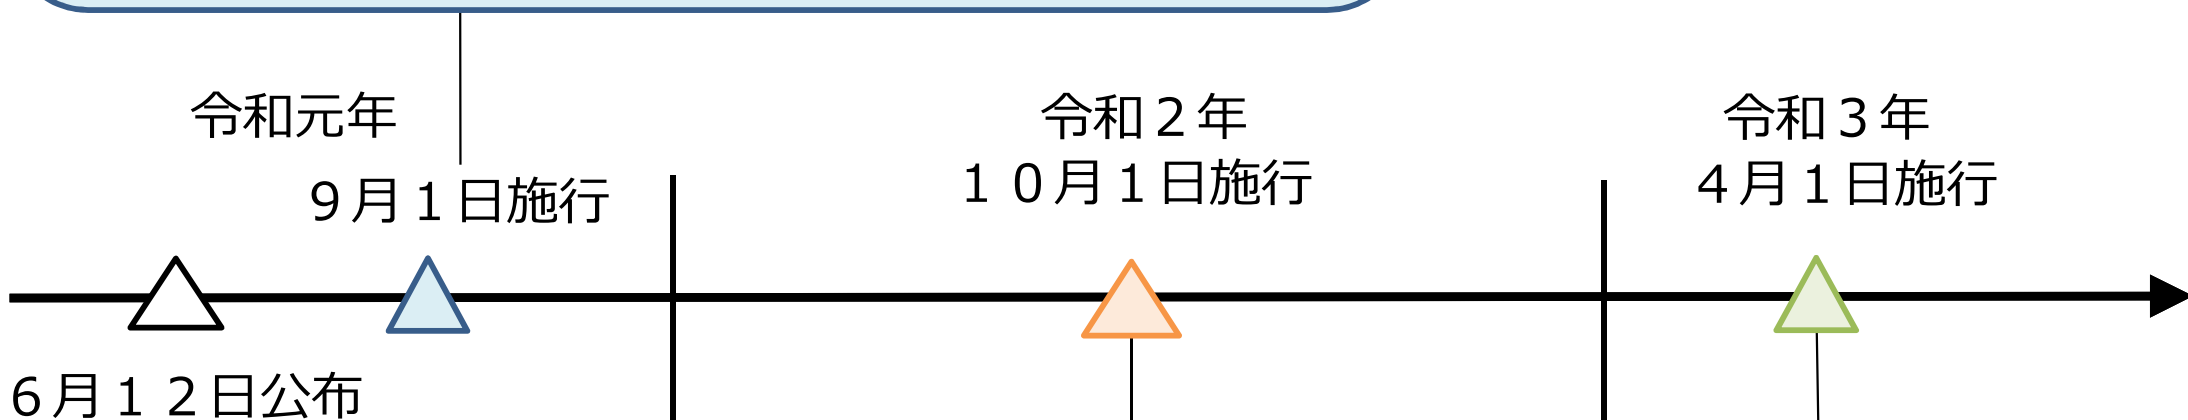 令和元年
９月１日施行
６月１２日公布
令和２年
１０月１日施行
令和３年
４月１日施行